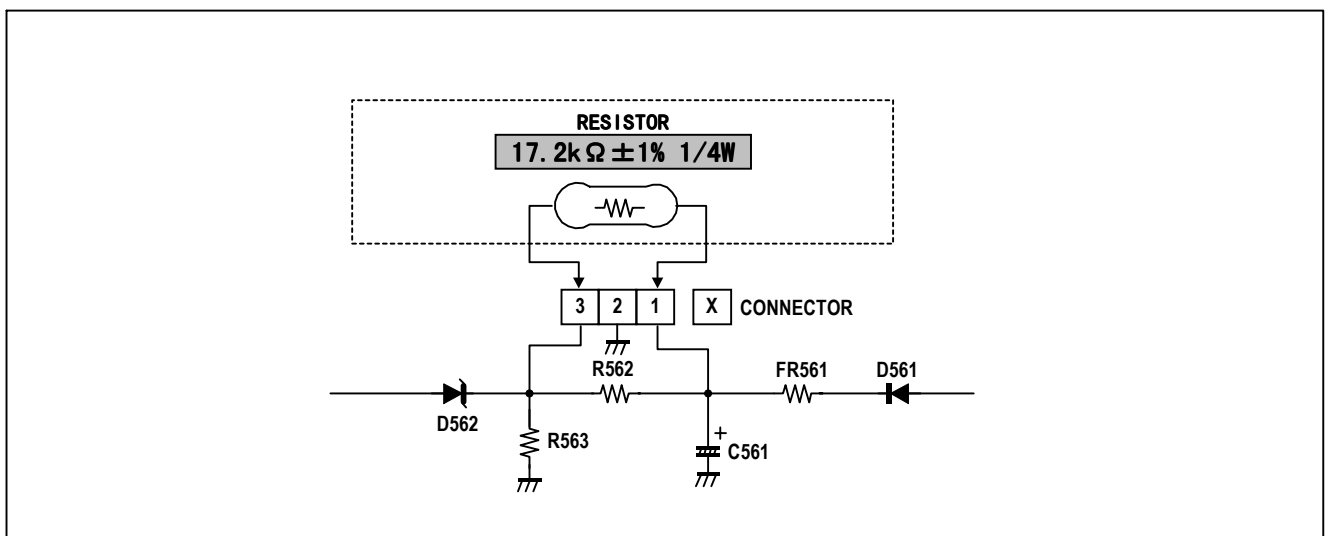 RESISTOR
17.2kΩ±1% 1/4W
3 2 1 X CONNECTOR
R562 FR561 D561
D562 R563 + C561